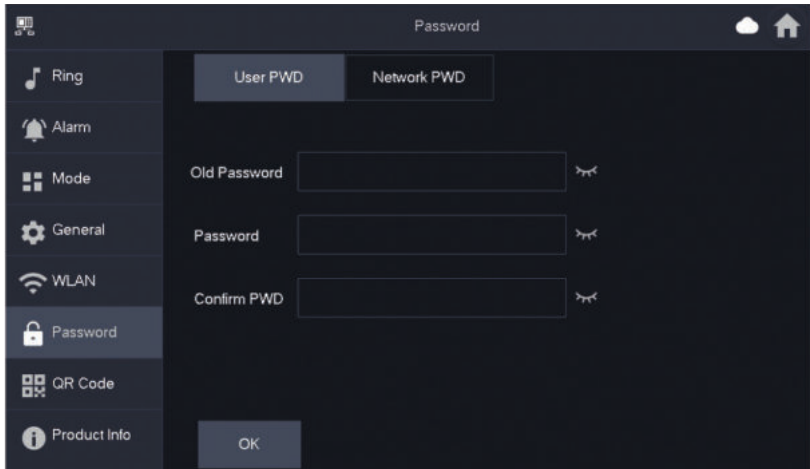 Password
Ring
Alarm
Mode
General
WLAN
Password
QR Code
Product Info
User PWD
Network PWD
Old Password
Password
Confirm PWD
OK